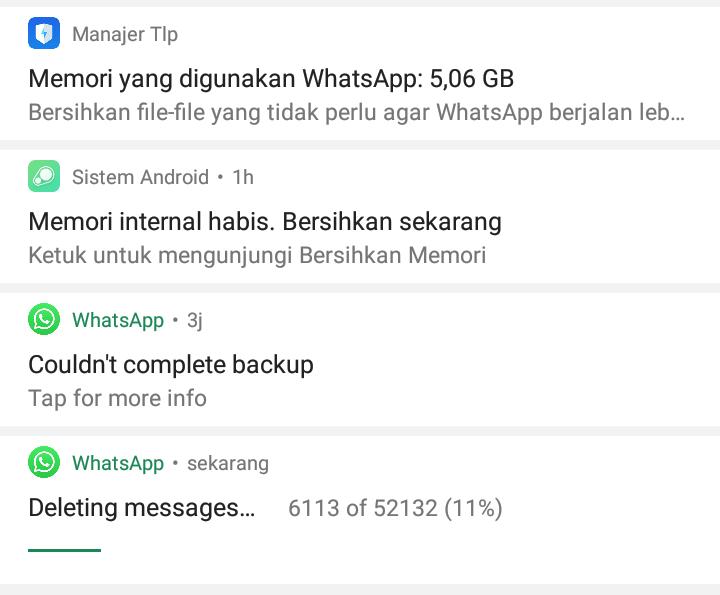 Manajer Tlp
Memori yang digunakan WhatsApp: 5,06 GB
Bersihkan file-file yang tidak perlu agar WhatsApp berjalan leb...
Sistem Android • 1h
Memori internal habis. Bersihkan sekarang
Ketuk untuk mengunjungi Bersihkan Memori
WhatsApp • 3j
Couldn't complete backup
Tap for more info
WhatsApp • sekarang
Deleting messages... 6113 of 52132 (11%)